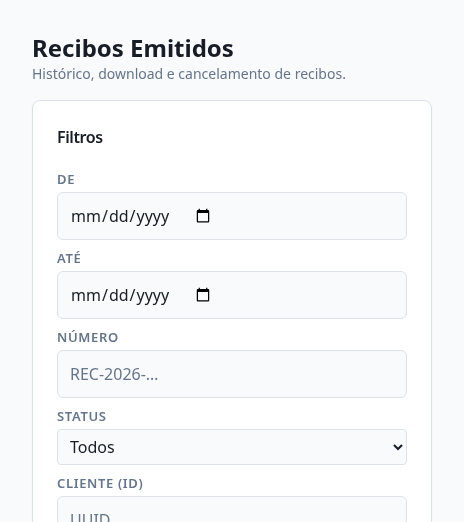 Recibos Emitidos
Histórico, download e cancelamento de recibos.
Filtros
DE
mm/dd/yyyy
ATÉ
mm/dd/yyyy
NÚMERO
REC-2026-...
STATUS
Todos
CLIENTE (ID)
UUID